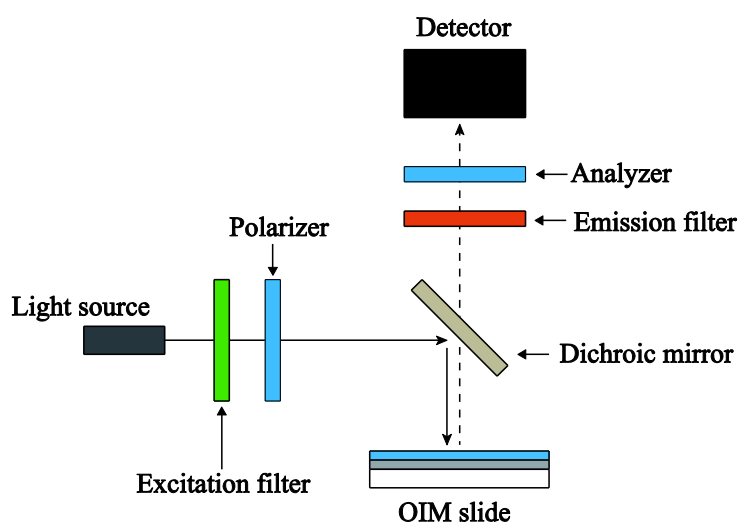 Detector
Analyzer
Emission filter
Polarizer
Light source
Dichroic mirror
Excitation filter
OIM slide